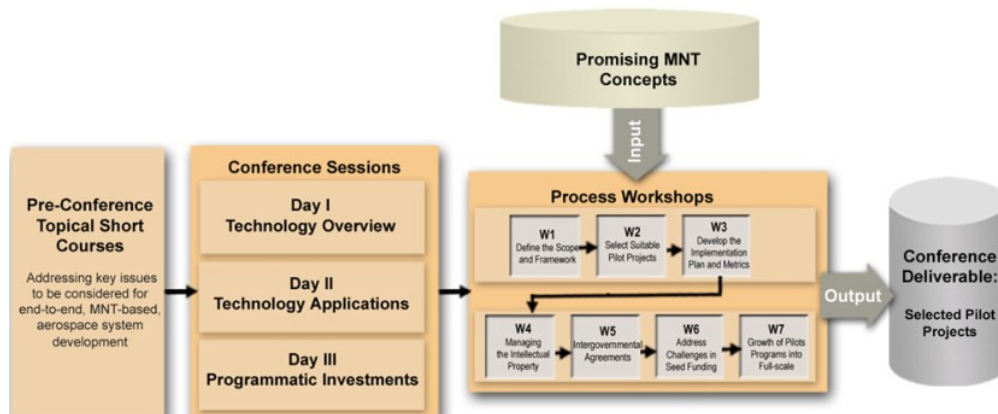 Promising MNT
Concepts
Input
Pre-Conference
Topical Short
Courses
Addressing key issues
to be considered for
end-to-end, MNT-based,
aerospace system
development
Conference Sessions
Day I
Technology Overview
Day II
Technology Applications
Day III
Programmatic Investments
Process Workshops
W1
Define the Scope
and Framework
W2
Select Suitable
Pilot Projects
W3
Develop the
Implementation
Plan and Metrics
W4
Managing
the Intellectual
Property
W5
Intergovernmental
Agreements
W6
Address
Challenges in
Seed Funding
W7
Growth of Pilots
Programs into
Full-scale
Output
Conference
Deliverable:
Selected Pilot
Projects